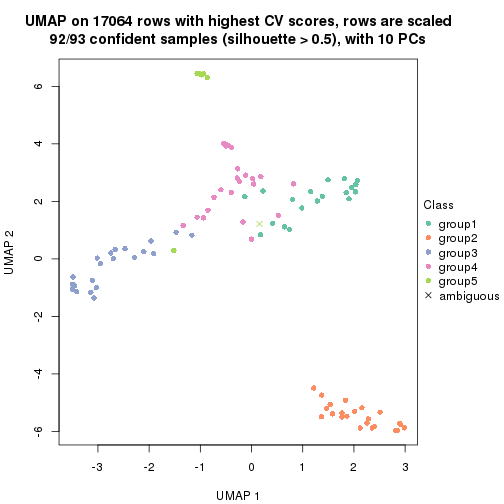 UMAP on 17064 rows with highest CV scores, rows are scaled
92/93 confident samples (silhouette > 0.5), with 10 PCs
6
4
2
0
-2
-4
-6
UMAP 2
-3
-2
-1
0
1
2
3
UMAP 1
Class
group1
group2
group3
group4
group5
ambiguous